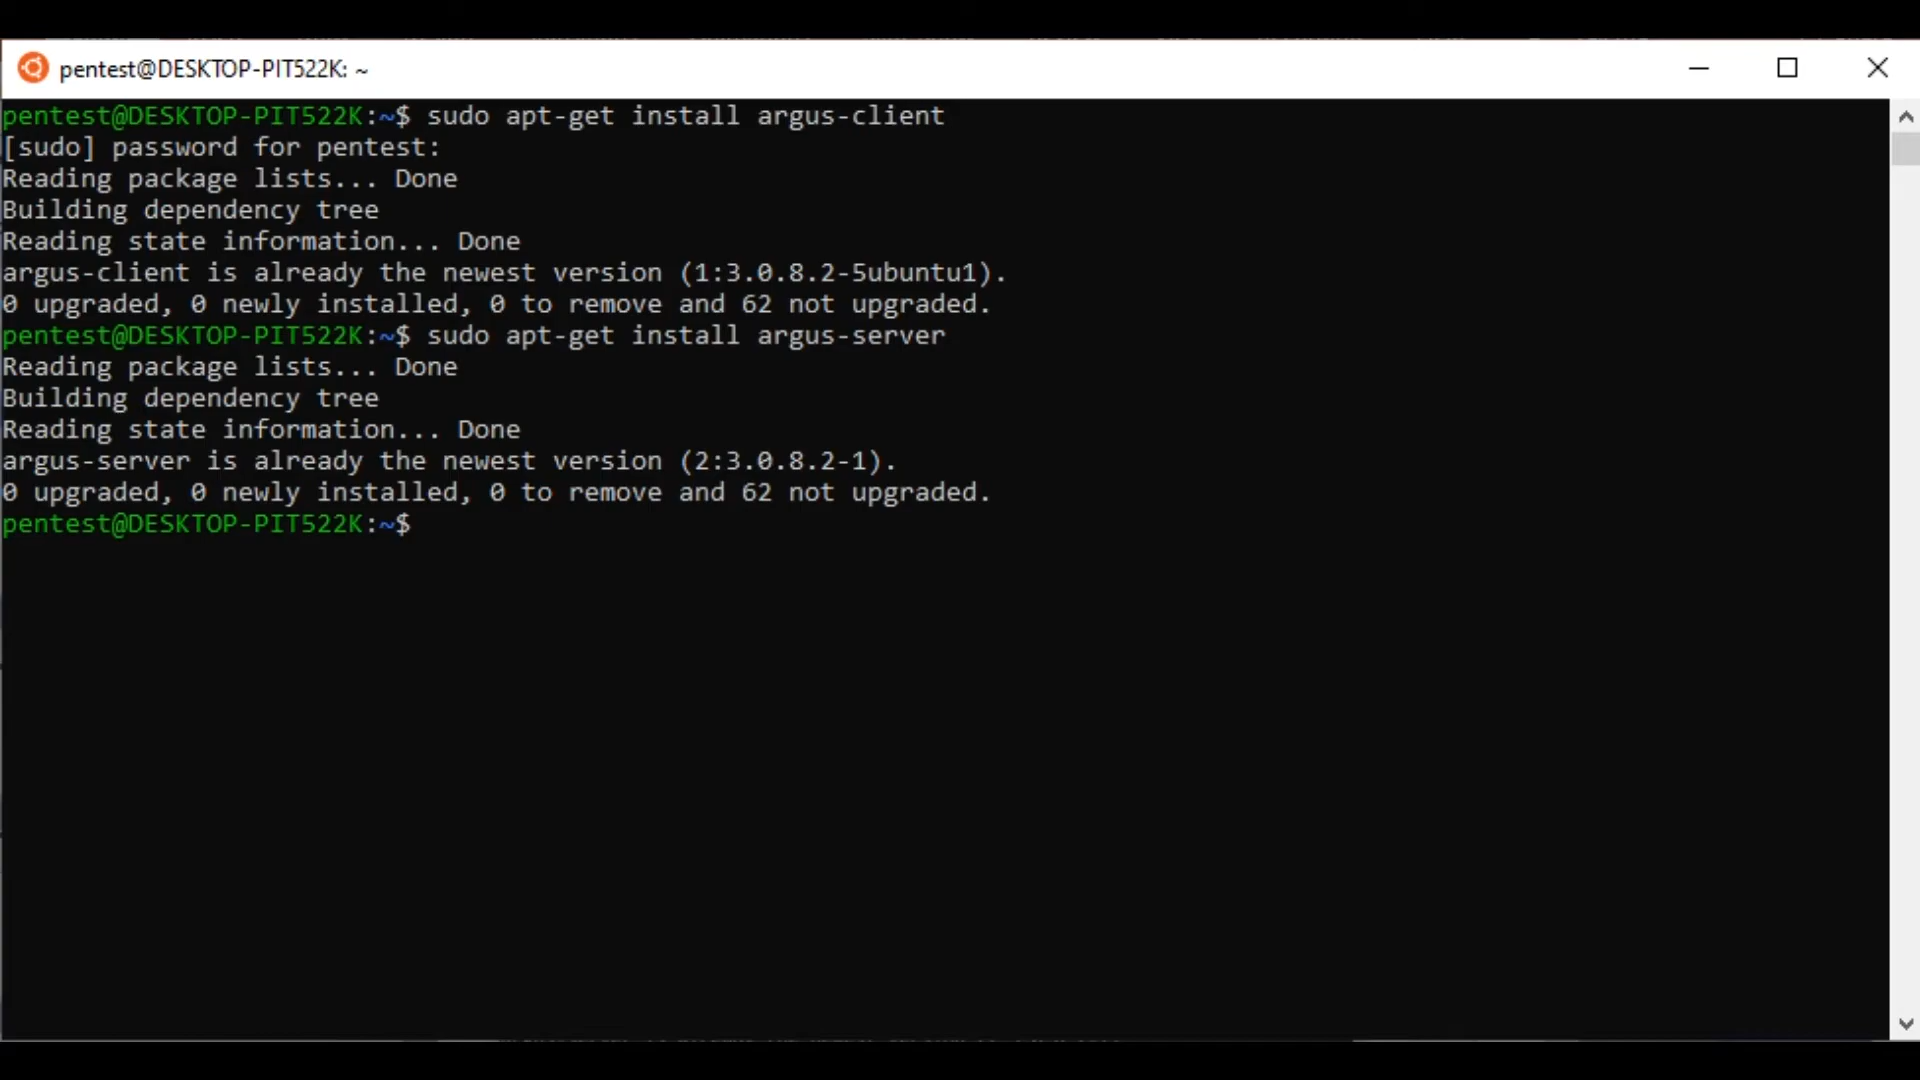 pentest@DESKTOP-PIT522K: ~
pentest@DESKTOP-PIT522K:~$ sudo apt-get install argus-client
[sudo] password for pentest:
Reading package lists... Done
Building dependency tree
Reading state information... Done
argus-client is already the newest version (1:3.0.8.2-5ubuntu1).
0 upgraded, 0 newly installed, 0 to remove and 62 not upgraded.
pentest@DESKTOP-PIT522K:~$ sudo apt-get install argus-server
Reading package lists... Done
Building dependency tree
Reading state information... Done
argus-server is already the newest version (2:3.0.8.2-1).
0 upgraded, 0 newly installed, 0 to remove and 62 not upgraded.
pentest@DESKTOP-PIT522K:~$